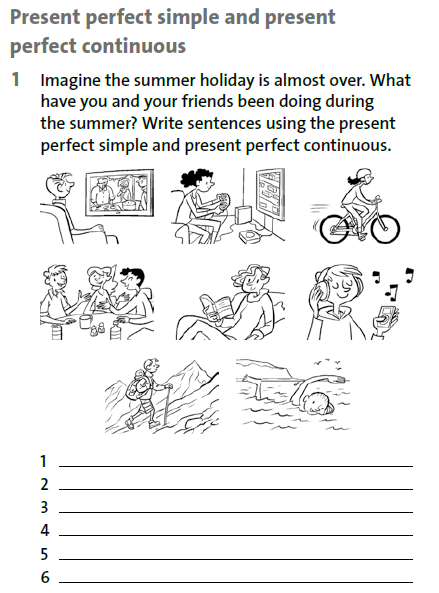 Present perfect simple and present
perfect continuous
1 Imagine the summer holiday is almost over. What
have you and your friends been doing during
the summer? Write sentences using the present
perfect simple and present perfect continuous.
1
2
3
4
5
6